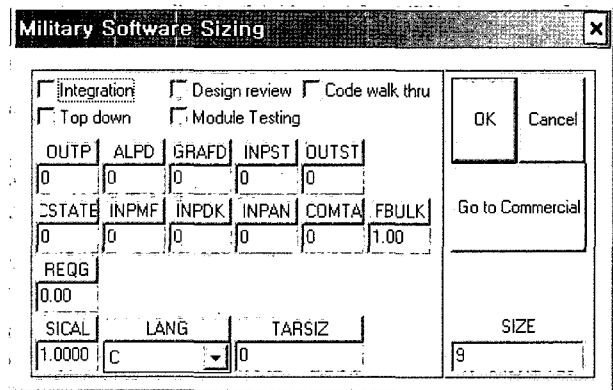 Military Software Sizing
Integration Design review Code walk thru
Top down Module Testing
OK Cancel
OUTP ALPD GRAFD INPST OUTST
0 0 0 0 0
CSTATE INPMF INPDK INPAN COMTA FBULK
0 0 0 0 0 1.00
Go to Commercial
REQG
0.00
SICAL LANG TARSIZ SIZE
1.0000 C 0 9